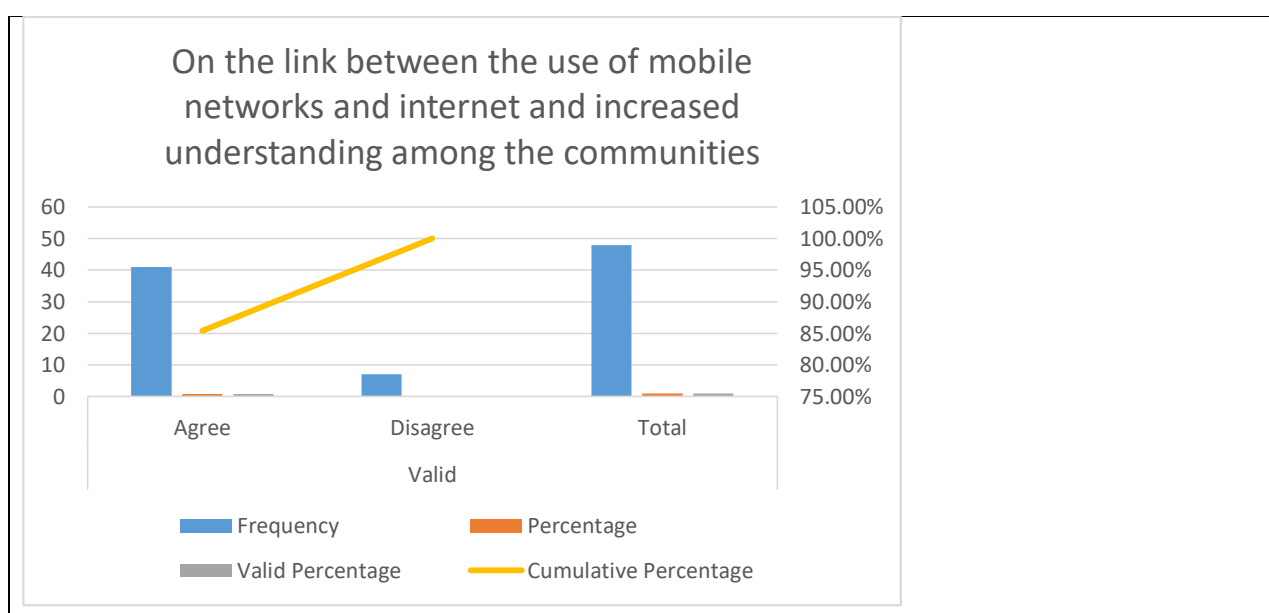 On the link between the use of mobile
networks and internet and increased
understanding among the communities
60 105.00%
50 100.00%
40 95.00%
30 90.00%
20 85.00%
10 80.00%
0 75.00%
Agree Disagree Total
Valid
Frequency Percentage
Valid Percentage Cumulative Percentage